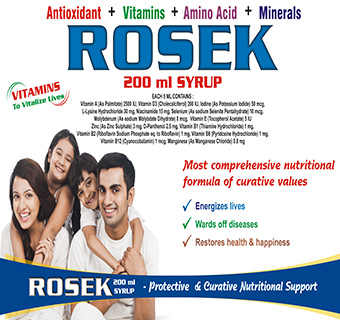 Antioxidant + Vitamins + Amino Acid + Minerals
ROSEK
200 ml SYRUP
EACH 5 ML CONTAINS :
Vitamin A (As Palmitate) 2500 IU, Vitamin D3 (Cholecalciferol) 200 IU, Iodine (As Potassium Iodide) 50 mcg,
L-Lysine Hydrochloride 30 mg, Niacinamide 15 mg, Selenium (As sodium Selenite Pentahydrate) 10 mcg,
Molybdenum (As sodium Molybdate Dihydrate) 8 mcg, Vitamin E (Tocopheryl Acetate) 5 IU
Zinc (As Zinc Sulphate) 3 mg, D-Panthenol 2.5 mg, Vitamin B1 (Thiamine Hydrochloride) 1 mg,
Vitamin B2 (Riboflavin Sodium Phosphate eq. to Riboflavin) 1 mg, Vitamin B6 (Pyridoxine Hydrochloride) 1 mg,
Vitamin B12 (Cyanocobalamin) 1 mcg, Manganese (As Manganese Chloride) 0.8 mg
VITAMINS
To Vitalize Lives
Most comprehensive nutritional
formula of curative values
✓ Energizes lives
✓ Wards off diseases
✓ Restores health & happiness
ROSEK 200 ml SYRUP - Protective & Curative Nutritional Support